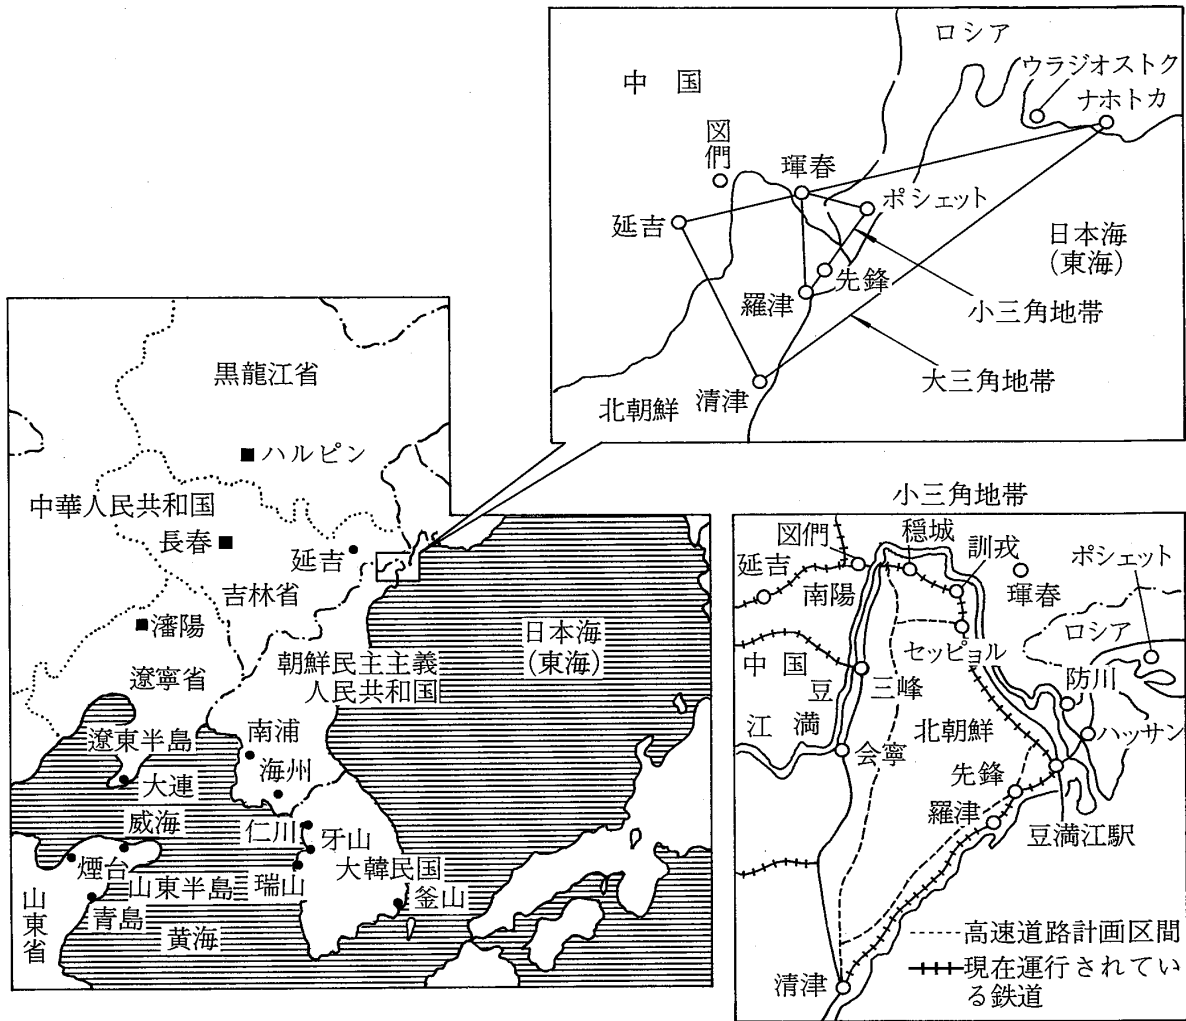 ロシア
中国
ウラジオストク
ナホトカ
図們
琿春
ポシェット
延吉
日本海
(東海)
先鋒
羅津
小三角地帯
大三角地帯
北朝鮮
清津
黒龍江省
ハルピン
中華人民共和国
長春
延吉
吉林省
瀋陽
日本海
(東海)
朝鮮民主主義
人民共和国
遼寧省
遼東半島
南浦
大連
海州
威海
仁川
牙山
煙台
大韓民国
山東半島
瑞山
釜山
青島
山東省
黄海
小三角地帯
図們
穏城
訓戎
延吉
ポシェット
南陽
琿春
ロシア
セッピョル
中国
豆満江
三峰
防川
北朝鮮
ハッサン
会寧
先鋒
羅津
豆満江駅
高速道路計画区間
現在運行されてい
る鉄道
清津